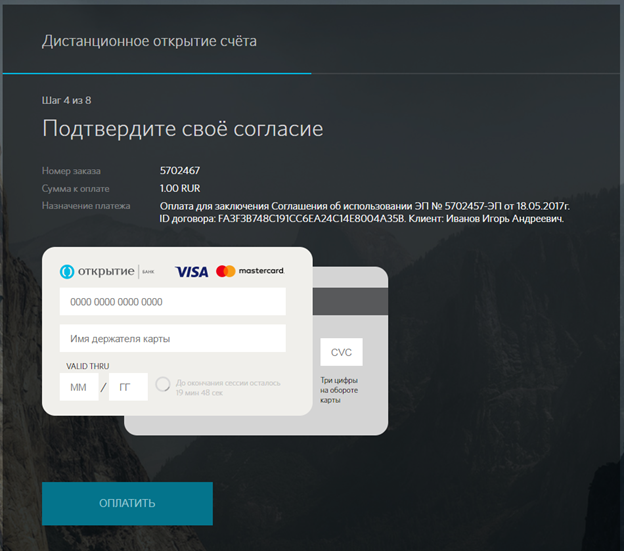 Дистанционное открытие счёта
Шаг 4 из 8
Подтвердите своё согласие
Номер заказа 5702467
Сумма к оплате 1.00 RUR
Назначение платежа Оплата для заключения Соглашения об использовании ЭП № 5702457-ЭП от 18.05.2017г.
ID договора: FA3F3B748C191CC6EA24C14E8004A35B. Клиент: Иванов Игорь Андреевич.
открытие БАНК VISA mastercard
0000 0000 0000 0000
Имя держателя карты
VALID THRU
ММ / ГГ
До окончания сессии осталось
19 мин 48 сек
CVC
Три цифры
на обороте
карты
ОПЛАТИТЬ